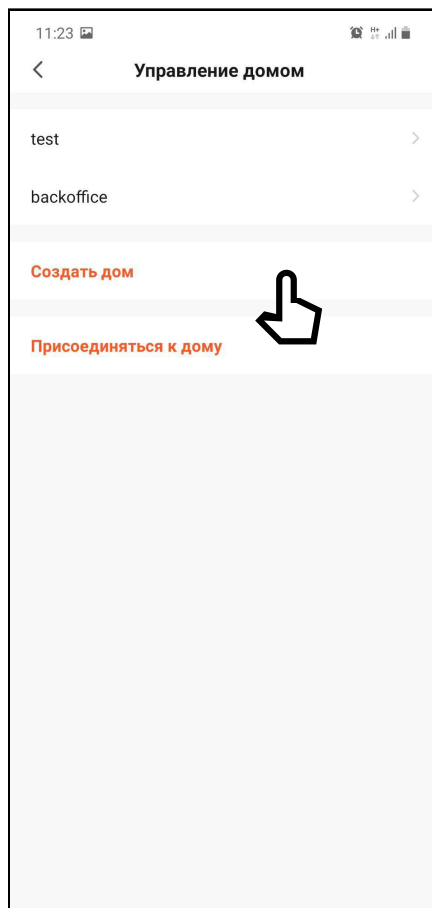 11:23
Управление домом
test
backoffice
Создать дом
Присоединяться к дому